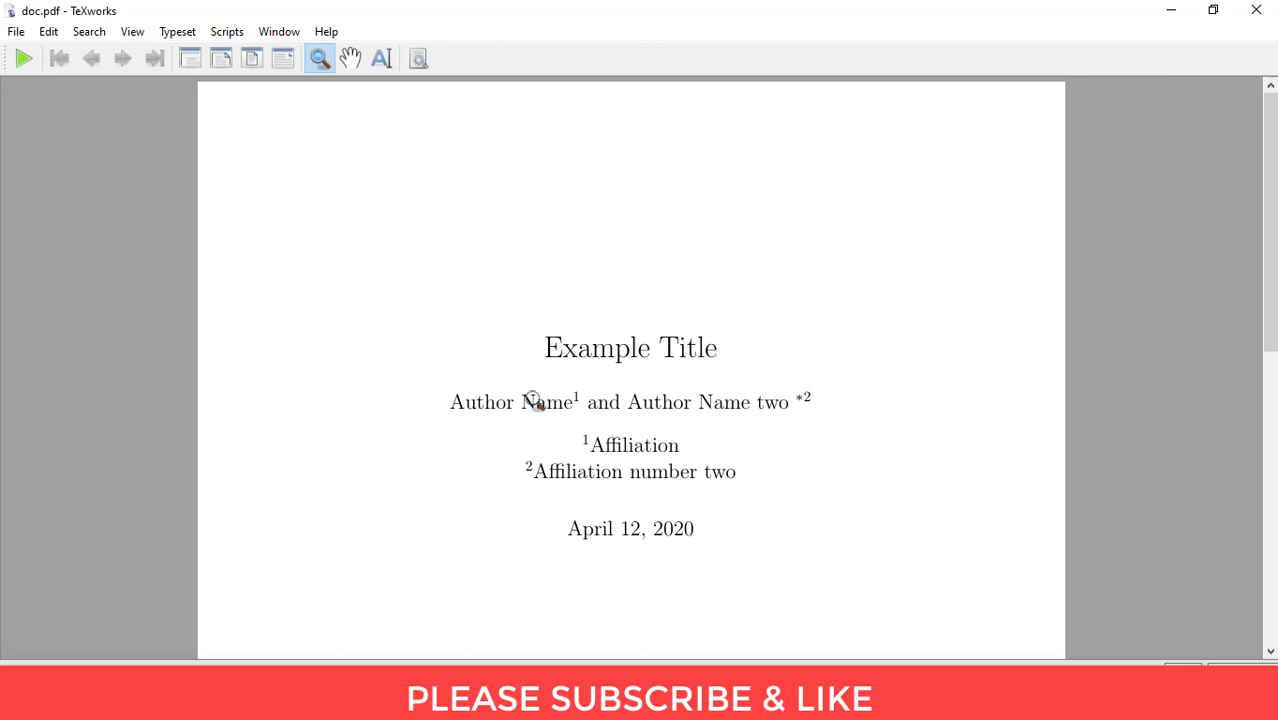 doc.pdf - TeXworks
File Edit Search View Typeset Scripts Window Help
Example Title
Author Name¹ and Author Name two *²
¹Affiliation
²Affiliation number two
April 12, 2020
PLEASE SUBSCRIBE & LIKE